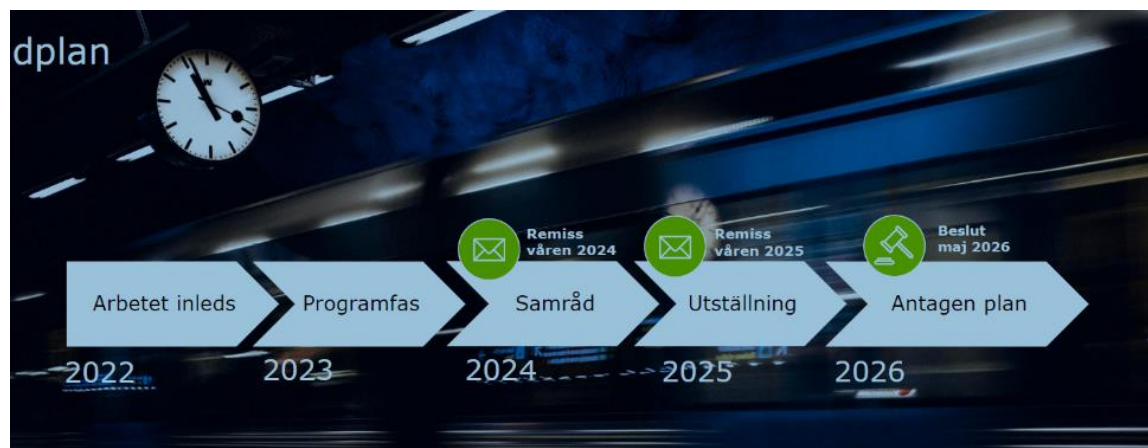 dplan
Remiss
våren 2024
Remiss
våren 2025
Beslut
maj 2026
Arbetet inleds
Programfas
Samråd
Utställning
Antagen plan
2022
2023
2024
2025
2026